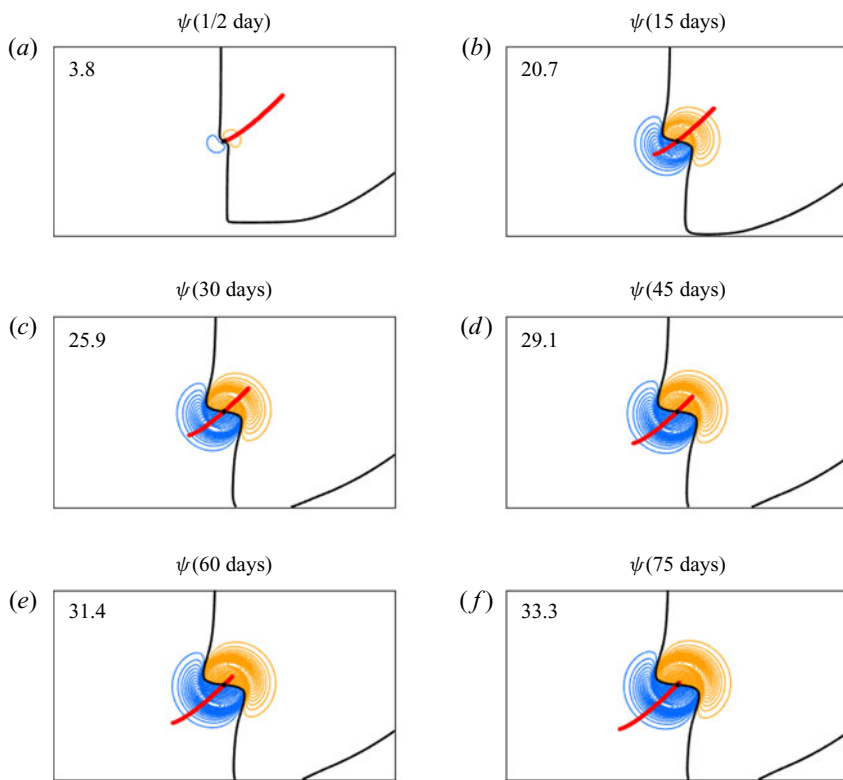 ψ(1/2 day)
(a)
3.8
ψ(15 days)
(b)
20.7
ψ(30 days)
(c)
25.9
ψ(45 days)
(d)
29.1
ψ(60 days)
(e)
31.4
ψ(75 days)
(f)
33.3